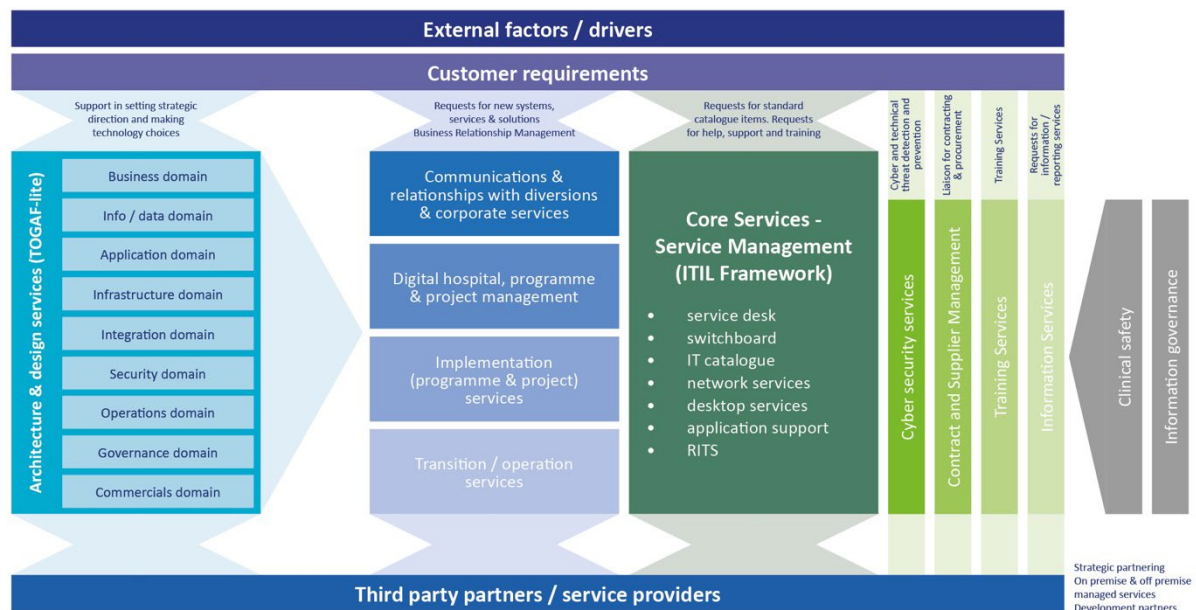 External factors / drivers
Customer requirements
Support in setting strategic
direction and making
technology choices
Requests for new systems,
services & solutions
Business Relationship Management
Requests for standard
catalogue items. Requests
for help, support and training
Cyber and technical
threat detection and
prevention
Liaison for contracting
& procurement
Training Services
Requests for
information /
reporting services
Architecture & design services (TOGAF-lite)
Business domain
Info / data domain
Application domain
Infrastructure domain
Integration domain
Security domain
Operations domain
Governance domain
Commercials domain
Communications &
relationships with diversions
& corporate services
Digital hospital, programme
& project management
Implementation
(programme & project)
services
Transition / operation
services
Core Services -
Service Management
(ITIL Framework)
• service desk
• switchboard
• IT catalogue
• network services
• desktop services
• application support
• RITS
Cyber security services
Contract and Supplier Management
Training Services
Information Services
Clinical safety
Information governance
Third party partners / service providers
Strategic partnering
On premise & off premise
managed services
Development partners